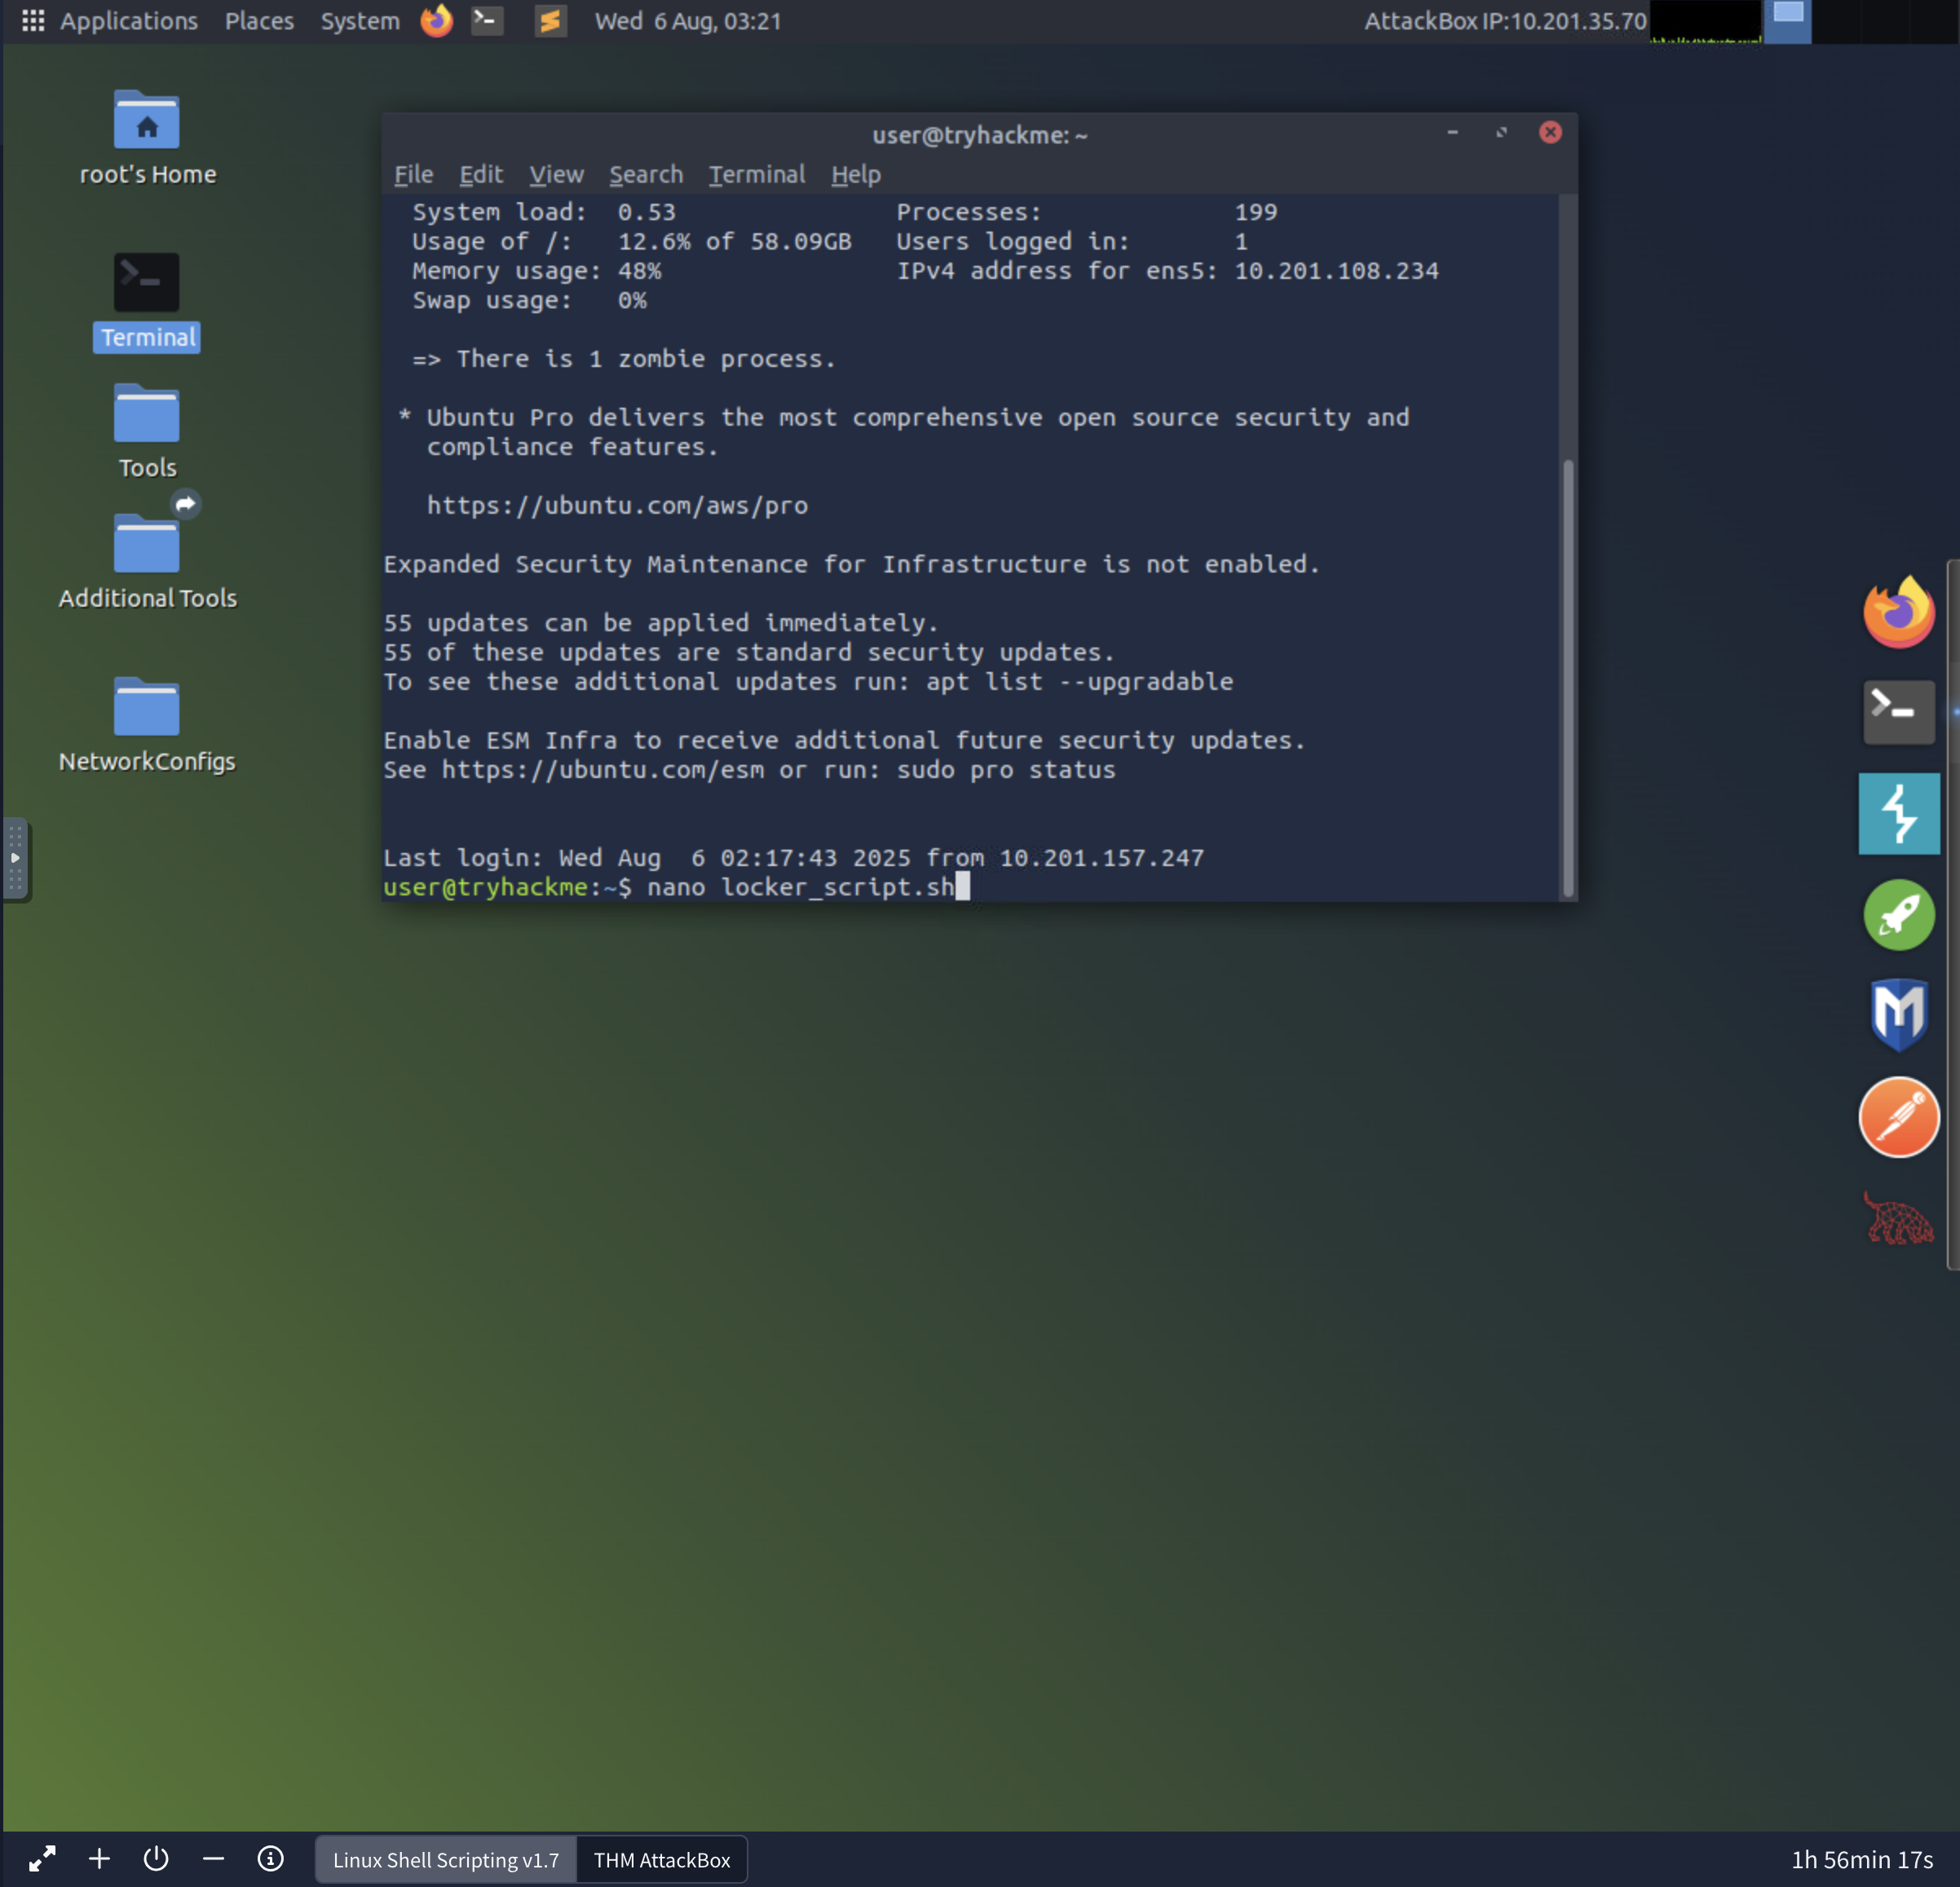 Applications Places System Wed 6 Aug, 03:21 AttackBox IP:10.201.35.70
root's Home
Terminal
Tools
Additional Tools
NetworkConfigs
user@tryhackme: ~
File Edit View Search Terminal Help
System load: 0.53 Processes: 199
Usage of /: 12.6% of 58.09GB Users logged in: 1
Memory usage: 48% IPv4 address for ens5: 10.201.108.234
Swap usage: 0%
=> There is 1 zombie process.
* Ubuntu Pro delivers the most comprehensive open source security and
compliance features.
https://ubuntu.com/aws/pro
Expanded Security Maintenance for Infrastructure is not enabled.
55 updates can be applied immediately.
55 of these updates are standard security updates.
To see these additional updates run: apt list --upgradable
Enable ESM Infra to receive additional future security updates.
See https://ubuntu.com/esm or run: sudo pro status
Last login: Wed Aug  6 02:17:43 2025 from 10.201.157.247
user@tryhackme:~$ nano locker_script.sh
Linux Shell Scripting v1.7 THM AttackBox 1h 56min 17s